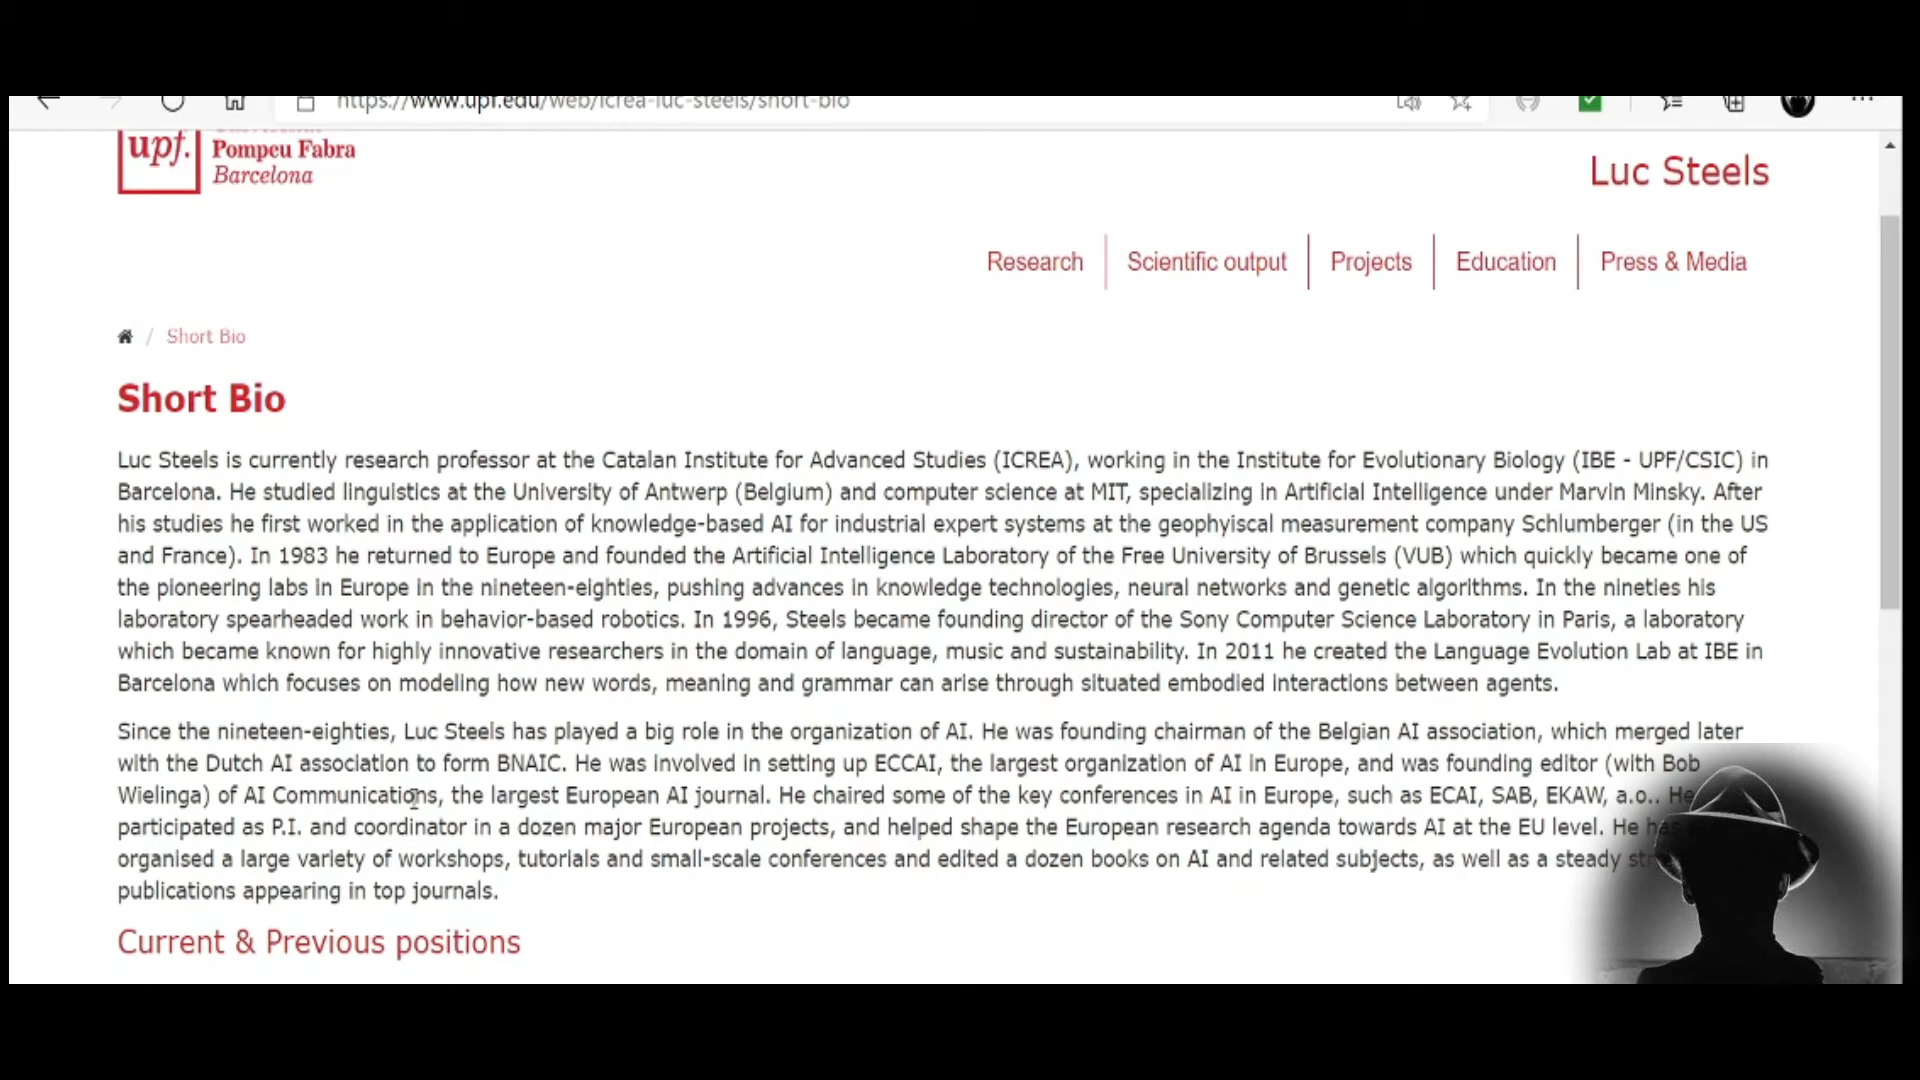 https://www.upf.edu/web/icrea-luc-steels/short-bio
upf.
Pompeu Fabra
Barcelona
Luc Steels
Research
Scientific output
Projects
Education
Press & Media
/ Short Bio
Short Bio
Luc Steels is currently research professor at the Catalan Institute for Advanced Studies (ICREA), working in the Institute for Evolutionary Biology (IBE - UPF/CSIC) in
Barcelona. He studied linguistics at the University of Antwerp (Belgium) and computer science at MIT, specializing in Artificial Intelligence under Marvin Minsky. After
his studies he first worked in the application of knowledge-based AI for industrial expert systems at the geophyiscal measurement company Schlumberger (in the US
and France). In 1983 he returned to Europe and founded the Artificial Intelligence Laboratory of the Free University of Brussels (VUB) which quickly became one of
the pioneering labs in Europe in the nineteen-eighties, pushing advances in knowledge technologies, neural networks and genetic algorithms. In the nineties his
laboratory spearheaded work in behavior-based robotics. In 1996, Steels became founding director of the Sony Computer Science Laboratory in Paris, a laboratory
which became known for highly innovative researchers in the domain of language, music and sustainability. In 2011 he created the Language Evolution Lab at IBE in
Barcelona which focuses on modeling how new words, meaning and grammar can arise through situated embodied interactions between agents.
Since the nineteen-eighties, Luc Steels has played a big role in the organization of AI. He was founding chairman of the Belgian AI association, which merged later
with the Dutch AI association to form BNAIC. He was involved in setting up ECCAI, the largest organization of AI in Europe, and was founding editor (with Bob
Wielinga) of AI Communications, the largest European AI journal. He chaired some of the key conferences in AI in Europe, such as ECAI, SAB, EKAW, a.o.. He
participated as P.I. and coordinator in a dozen major European projects, and helped shape the European research agenda towards AI at the EU level. He has
organised a large variety of workshops, tutorials and small-scale conferences and edited a dozen books on AI and related subjects, as well as a steady
publications appearing in top journals.
Current & Previous positions